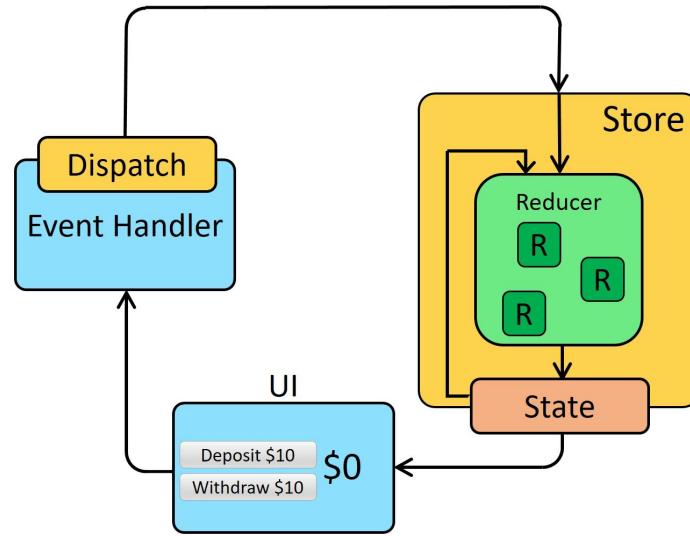 Store
Dispatch
Event Handler
Reducer
R
R
R
UI
State
Deposit $10
$0
Withdraw $10